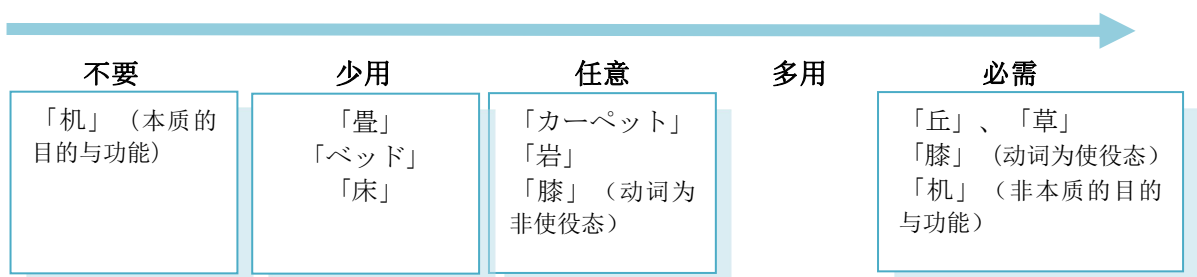 不要
少用
任意
多用
必需
「机」（本质的
目的与功能）
「畳」
「ベッド」
「床」
「カーペット」
「岩」
「膝」（动词为
非使役态）
「丘」、「草」
「膝」（动词为使役态）
「机」（非本质的目的
与功能）